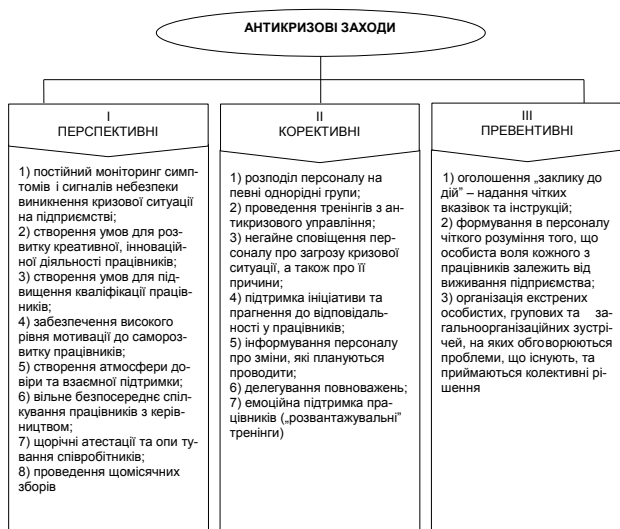 АНТИКРИЗОВІ ЗАХОДИ
І
ПЕРСПЕКТИВНІ
1) постійний моніторинг симп-
томів і сигналів небезпеки
виникнення кризової ситуації
на підприємстві;
2) створення умов для роз-
витку креативної, інноваційної
діяльності працівників;
3) створення умов для під-
вищення кваліфікації праців-
ників;
4) забезпечення високого
рівня мотивації до саморо-
звитку працівників;
5) створення атмосфери до-
віри та взаємної підтримки;
6) вільне безпосереднє спіл-
кування працівників з керів-
ництвом;
7) щорічні атестації та опи ту-
вання співробітників;
8) проведення щомісячних
зборів
ІІ
КОРЕКТИВНІ
1) розподіл персоналу на
певні однорідні групи;
2) проведення тренінгів з ан-
тикризового управління;
3) негайне сповіщення пер-
соналу про загрозу кризової
ситуації, а також про її
причини;
4) підтримка ініціативи та
прагнення до відповідаль-
ності у працівників;
5) інформування персоналу
про зміни, які плануються
проводити;
6) делегування повноважень;
7) емоційна підтримка пра-
цівників („розвантажувальні”
тренінги)
ІІІ
ПРЕВЕНТИВНІ
1) оголошення „заклику до
дій” – надання чітких
вказівок та інструкцій;
2) формування в персоналу
чіткого розуміння того, що
особиста воля кожного з
працівників залежить від
виживання підприємства;
3) організація екстрених
особистих, групових та за-
гальноорганізаційних зустрі-
чей, на яких обговорюються
проблеми, що існують, та
приймаються колективні рі-
шення